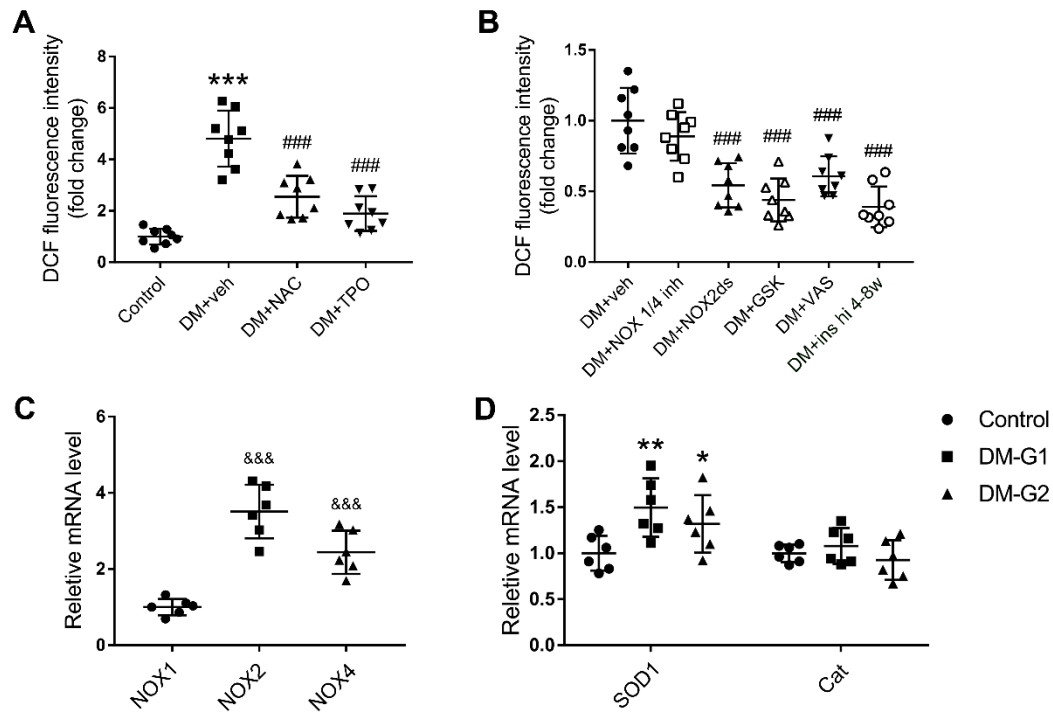 A
DCF fluorescence intensity
(fold change)
8
6
4
2
0
***
###
###
Control
DM+veh
DM+NAC
DM+TPO
B
DCF fluorescence intensity
(fold change)
1.5
1.0
0.5
0.0
###
###
###
###
DM+veh
DM+NOX 1/4 inh
DM+NOX2ds
DM+GSK
DM+VAS
DM+ins hi 4-8w
C
Reletive mRNA level
6
4
2
0
&&&
&&&
NOX1
NOX2
NOX4
D
Reletive mRNA level
2.5
2.0
1.5
1.0
0.5
0.0
**
*
SOD1
Cat
Control
DM-G1
DM-G2